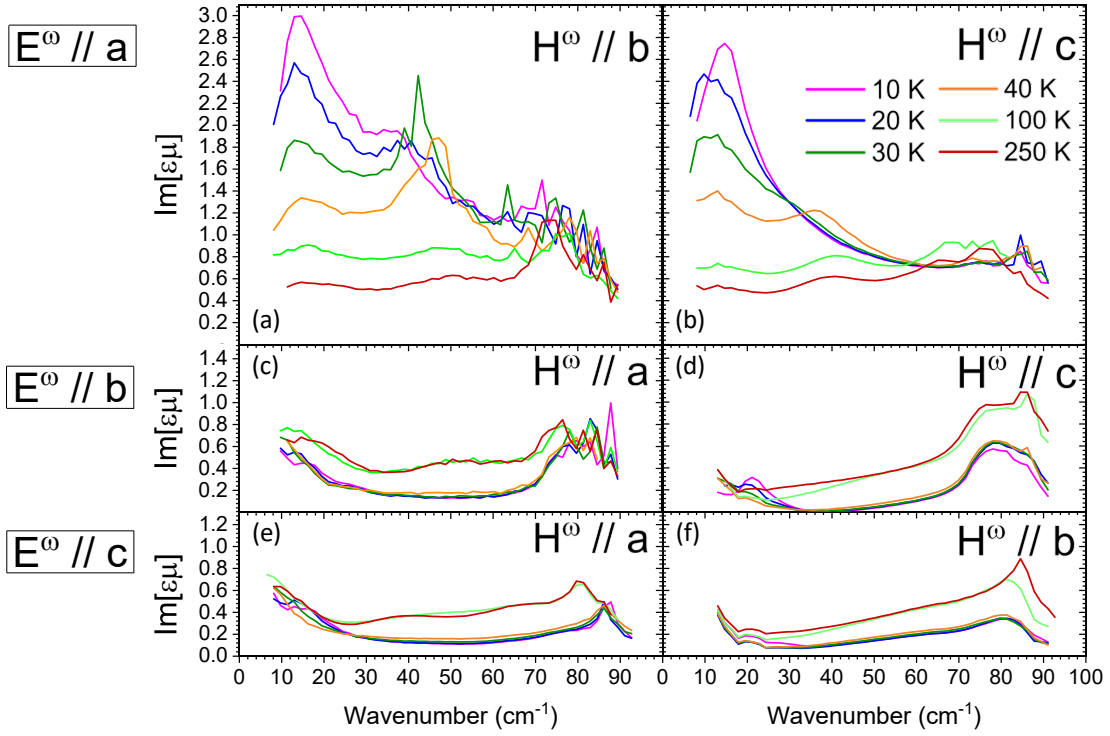 E^ω // a
H^ω // b
H^ω // c
10 K
40 K
20 K
100 K
30 K
250 K
Im[εμ]
3.0
2.8
2.6
2.4
2.2
2.0
1.8
1.6
1.4
1.2
1.0
0.8
0.6
0.4
0.2
(a)
(b)
E^ω // b
(c)
H^ω // a
(d)
H^ω // c
Im[εμ]
1.4
1.2
1.0
0.8
0.6
0.4
0.2
E^ω // c
(e)
H^ω // a
(f)
H^ω // b
Im[εμ]
1.2
1.0
0.8
0.6
0.4
0.2
0.0
0 10 20 30 40 50 60 70 80 90 0 10 20 30 40 50 60 70 80 90 100
Wavenumber (cm⁻¹) Wavenumber (cm⁻¹)